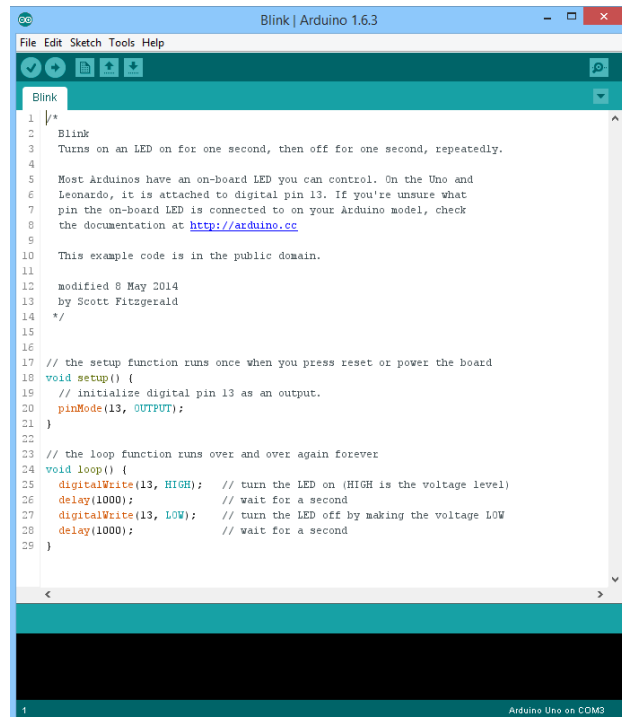 Blink | Arduino 1.6.3
File Edit Sketch Tools Help
Blink
1 /*
2   Blink
3   Turns on an LED on for one second, then off for one second, repeatedly.
4
5   Most Arduinos have an on-board LED you can control. On the Uno and
6   Leonardo, it is attached to digital pin 13. If you're unsure what
7   pin the on-board LED is connected to on your Arduino model, check
8   the documentation at http://arduino.cc
9
10   This example code is in the public domain.
11
12   modified 8 May 2014
13   by Scott Fitzgerald
14  */
15
16
17 // the setup function runs once when you press reset or power the board
18 void setup() {
19   // initialize digital pin 13 as an output.
20   pinMode(13, OUTPUT);
21 }
22
23 // the loop function runs over and over again forever
24 void loop() {
25   digitalWrite(13, HIGH);   // turn the LED on (HIGH is the voltage level)
26   delay(1000);              // wait for a second
27   digitalWrite(13, LOW);    // turn the LED off by making the voltage LOW
28   delay(1000);              // wait for a second
29 }
1 Arduino Uno on COM3